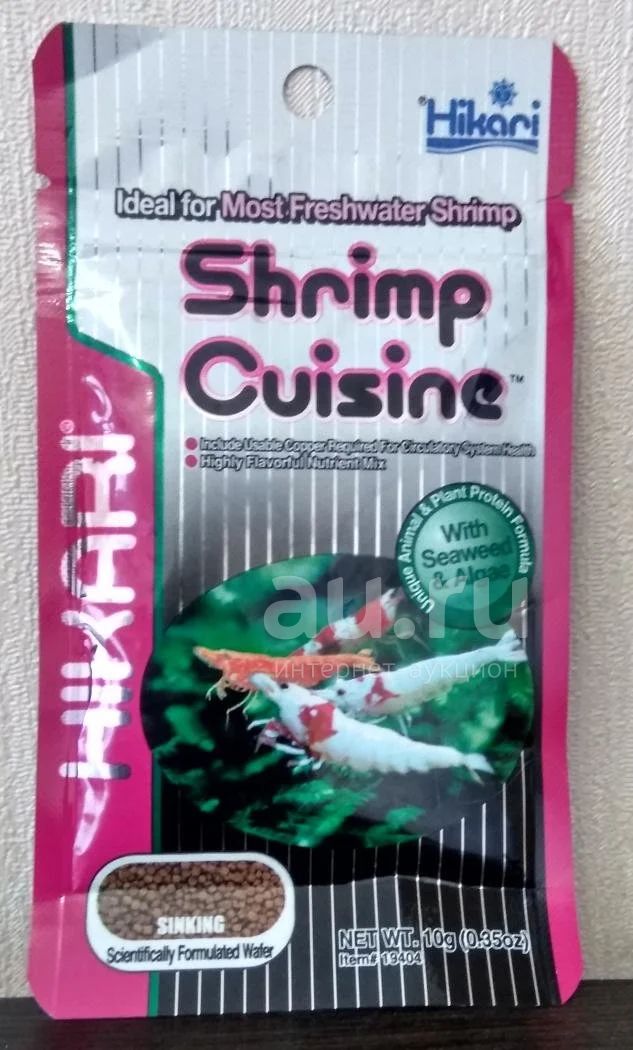 Hikari
Ideal for Most Freshwater Shrimp
Shrimp
Cuisine™
Include Usable Copper Required For Circulatory System Health
Highly Flavorful Nutrient Mix
Unique Animal & Plant Protein Formula
With
Seaweed
& Algae
HIKARI®
au.ru
интернет аукцион
SINKING
Scientifically Formulated Wafer
NET WT. 10g (0.35oz)
Item# 13404